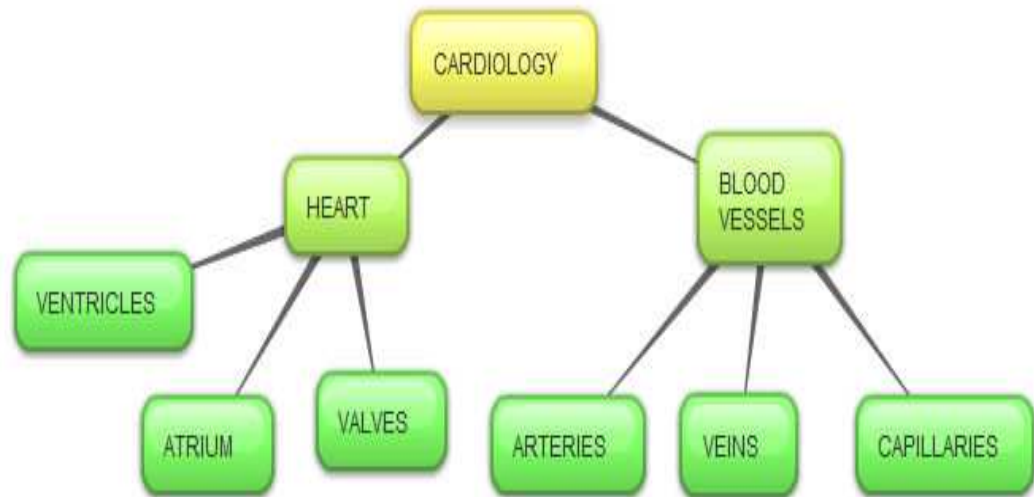 CARDIOLOGY
HEART
BLOOD
VESSELS
VENTRICLES
ATRIUM
VALVES
ARTERIES
VEINS
CAPILLARIES